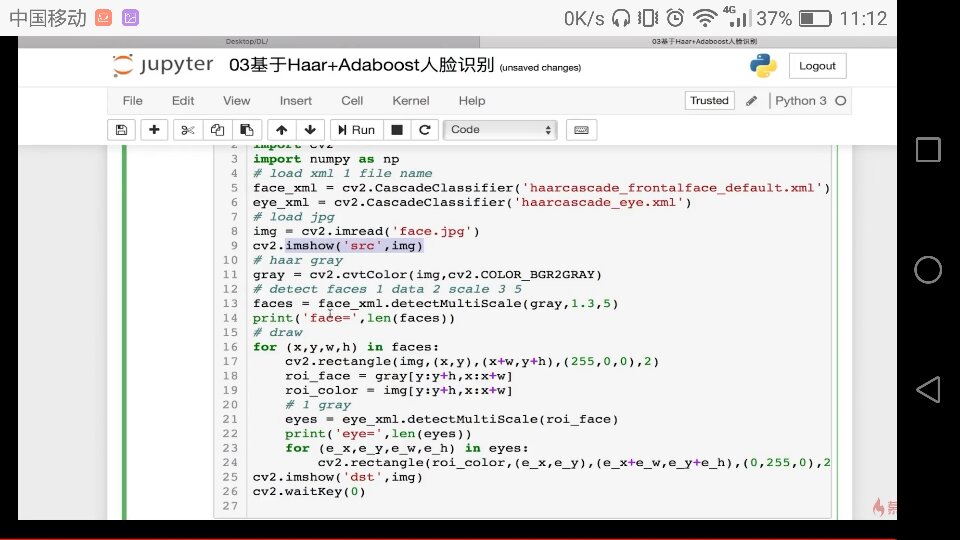 中国移动 0K/s 4G 37% 11:12
Desktop/DL/ 03基于Haar+Adaboost人脸识别
jupyter 03基于Haar+Adaboost人脸识别 (unsaved changes) Logout
File Edit View Insert Cell Kernel Help Trusted Python 3
Run Code
2 import cv2
3 import numpy as np
4 # load xml 1 file name
5 face_xml = cv2.CascadeClassifier('haarcascade_frontalface_default.xml')
6 eye_xml = cv2.CascadeClassifier('haarcascade_eye.xml')
7 # load jpg
8 img = cv2.imread('face.jpg')
9 cv2.imshow('src',img)
10 # haar gray
11 gray = cv2.cvtColor(img,cv2.COLOR_BGR2GRAY)
12 # detect faces 1 data 2 scale 3 5
13 faces = face_xml.detectMultiScale(gray,1.3,5)
14 print('face=',len(faces))
15 # draw
16 for (x,y,w,h) in faces:
17 cv2.rectangle(img,(x,y),(x+w,y+h),(255,0,0),2)
18 roi_face = gray[y:y+h,x:x+w]
19 roi_color = img[y:y+h,x:x+w]
20 # 1 gray
21 eyes = eye_xml.detectMultiScale(roi_face)
22 print('eye=',len(eyes))
23 for (e_x,e_y,e_w,e_h) in eyes:
24 cv2.rectangle(roi_color,(e_x,e_y),(e_x+e_w,e_y+e_h),(0,255,0),2
25 cv2.imshow('dst',img)
26 cv2.waitKey(0)
27